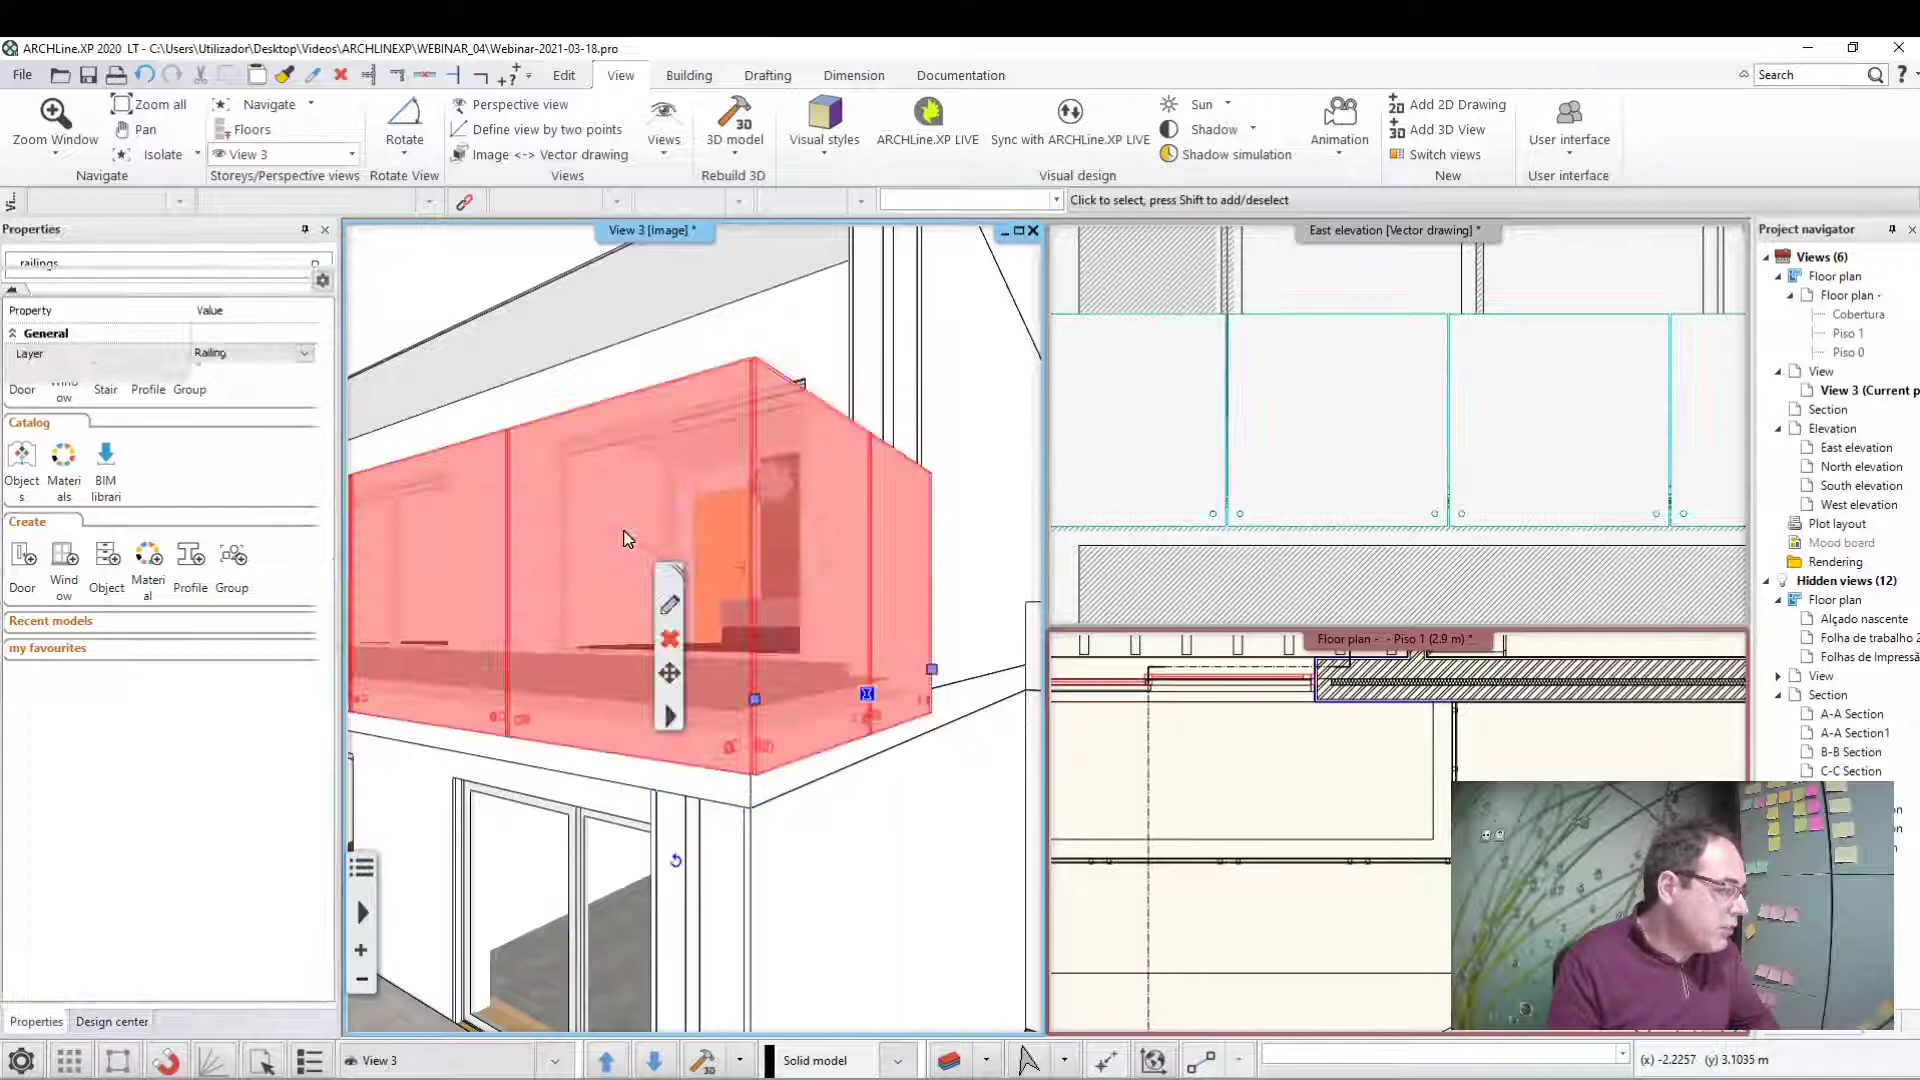 ARCHLine.XP 2020 LT - C:\Users\Utilizador\Desktop\Videos\ARCHLINEXP\WEBINAR_04\Webinar-2021-03-18.pro
File
Edit
View
Building
Drafting
Dimension
Documentation
Search
Zoom Window
Zoom all
Pan
Isolate
Navigate
Navigate
Floors
View 3
Storeys/Perspective views
Rotate
Rotate View
Perspective view
Define view by two points
Image <-> Vector drawing
Views
Views
3D model
Rebuild 3D
Visual styles
ARCHLine.XP LIVE
Sync with ARCHLine.XP LIVE
Sun
Shadow
Shadow simulation
Visual design
Animation
Add 2D Drawing
Add 3D View
Switch views
New
User interface
User interface
Click to select, press Shift to add/deselect
Properties
railings
Property Value
General
Layer Railing
Door Wind
ow Stair Profile Group
Catalog
Object
s Materi
als BIM
librari
Create
Door Wind
ow Object Materi
al Profile Group
Recent models
my favourites
Properties Design center
View 3 [Image] *
East elevation [Vector drawing] *
Floor plan - - Piso 1 (2.9 m) *
Project navigator
Views (6)
Floor plan
Floor plan -
Cobertura
Piso 1
Piso 0
View
View 3 (Current p
Section
Elevation
East elevation
North elevation
South elevation
West elevation
Plot layout
Mood board
Rendering
Hidden views (12)
Floor plan
Alçado nascente
Folha de trabalho 2
Folhas de Impressã
View
Section
A-A Section
A-A Section1
B-B Section
C-C Section
View 3
Solid model
(x) -2.2257 (y) 3.1035 m